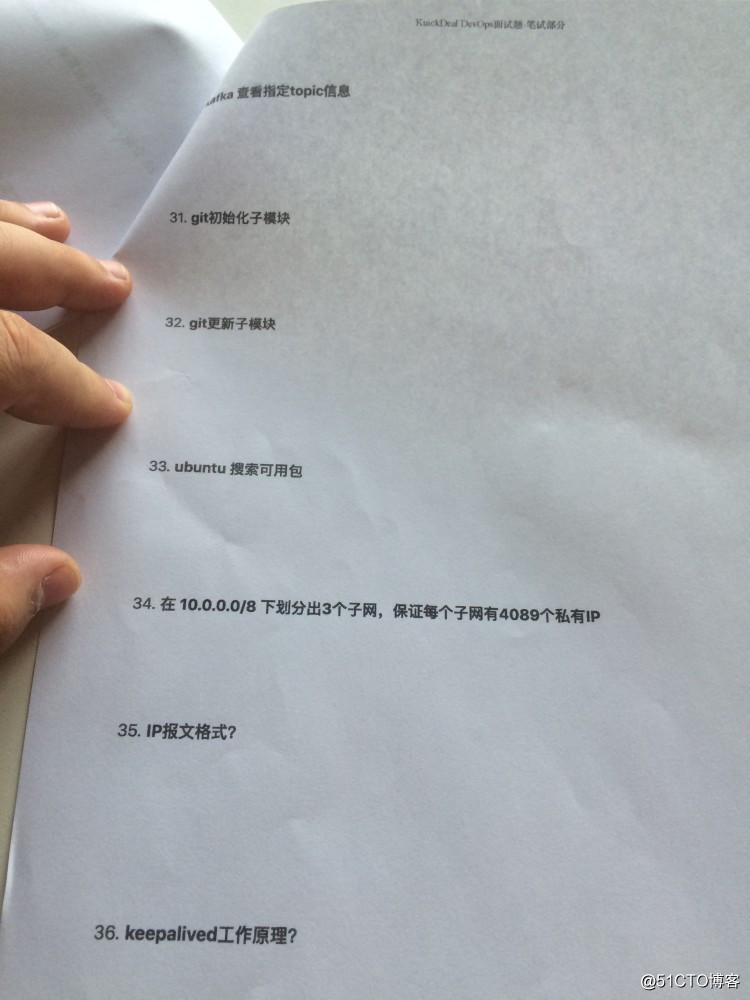 KuickDeal DevOps面试题-笔试部分
kafka 查看指定topic信息
31. git初始化子模块
32. git更新子模块
33. ubuntu 搜索可用包
34. 在 10.0.0.0/8 下划分出3个子网，保证每个子网有4089个私有IP
35. IP报文格式？
36. keepalived工作原理？
@51CTO博客